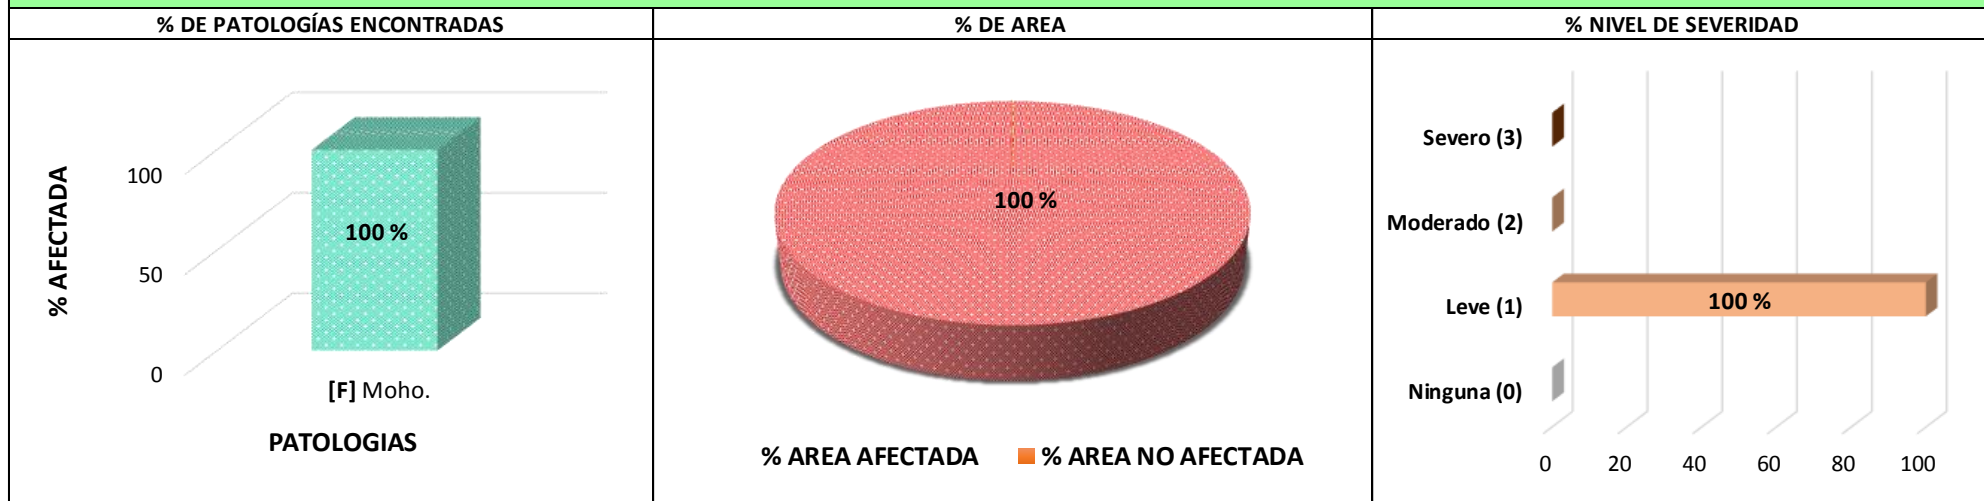 % DE PATOLOGÍAS ENCONTRADAS
% AFECTADA
100
50
0
100 %
[F] Moho.
PATOLOGIAS
% DE AREA
100 %
% AREA AFECTADA
% AREA NO AFECTADA
% NIVEL DE SEVERIDAD
Severo (3)
Moderado (2)
Leve (1)
100 %
Ninguna (0)
0 20 40 60 80 100